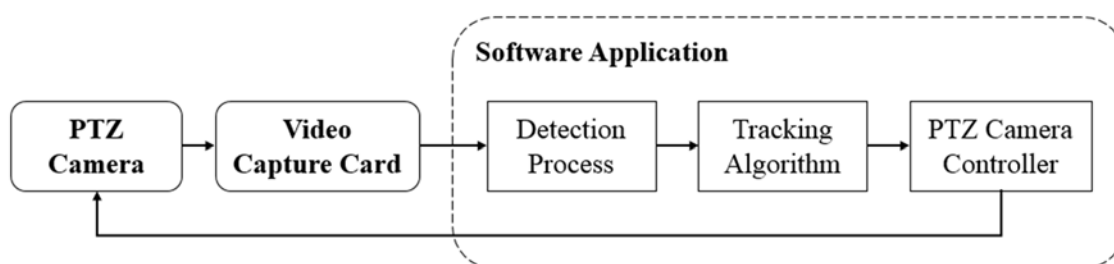 Software Application
PTZ
Camera
Video
Capture Card
Detection
Process
Tracking
Algorithm
PTZ Camera
Controller